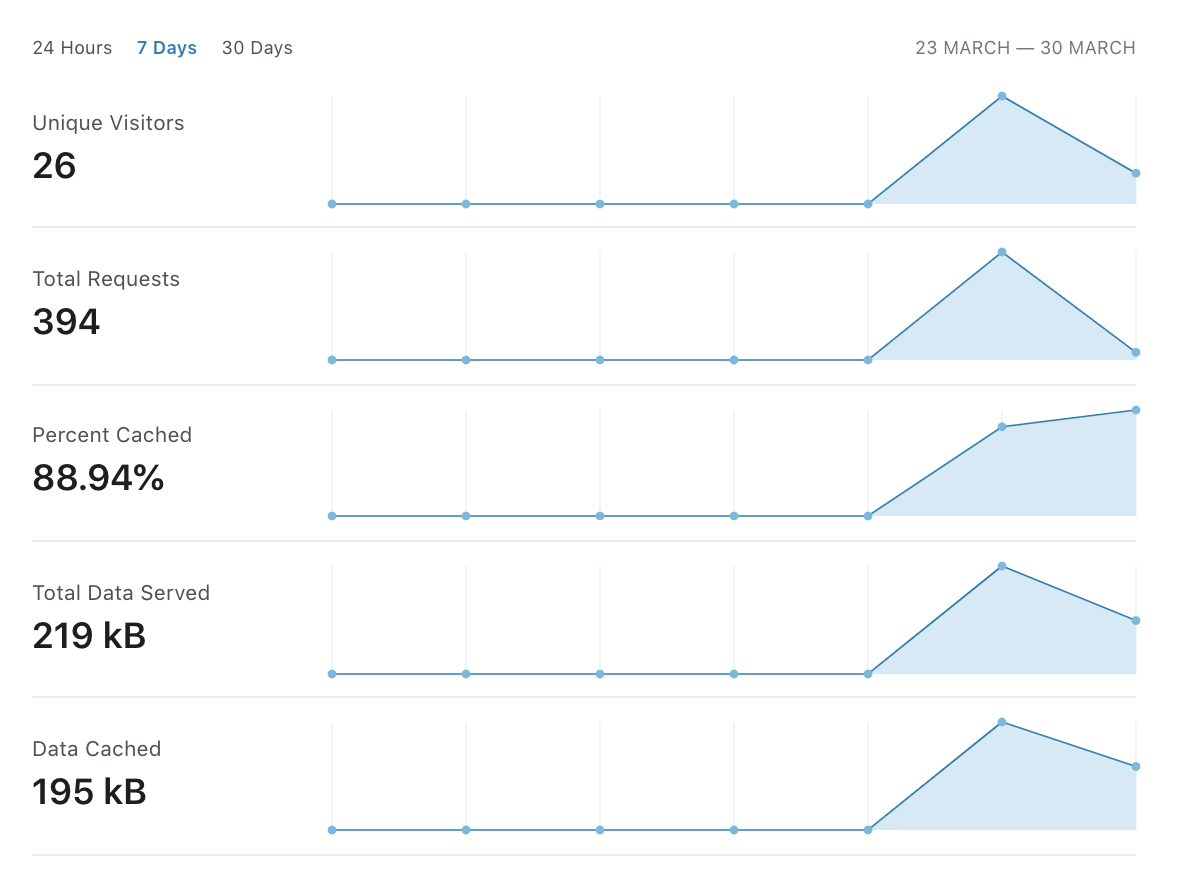 24 Hours 7 Days 30 Days 23 MARCH — 30 MARCH
Unique Visitors
26
Total Requests
394
Percent Cached
88.94%
Total Data Served
219 kB
Data Cached
195 kB